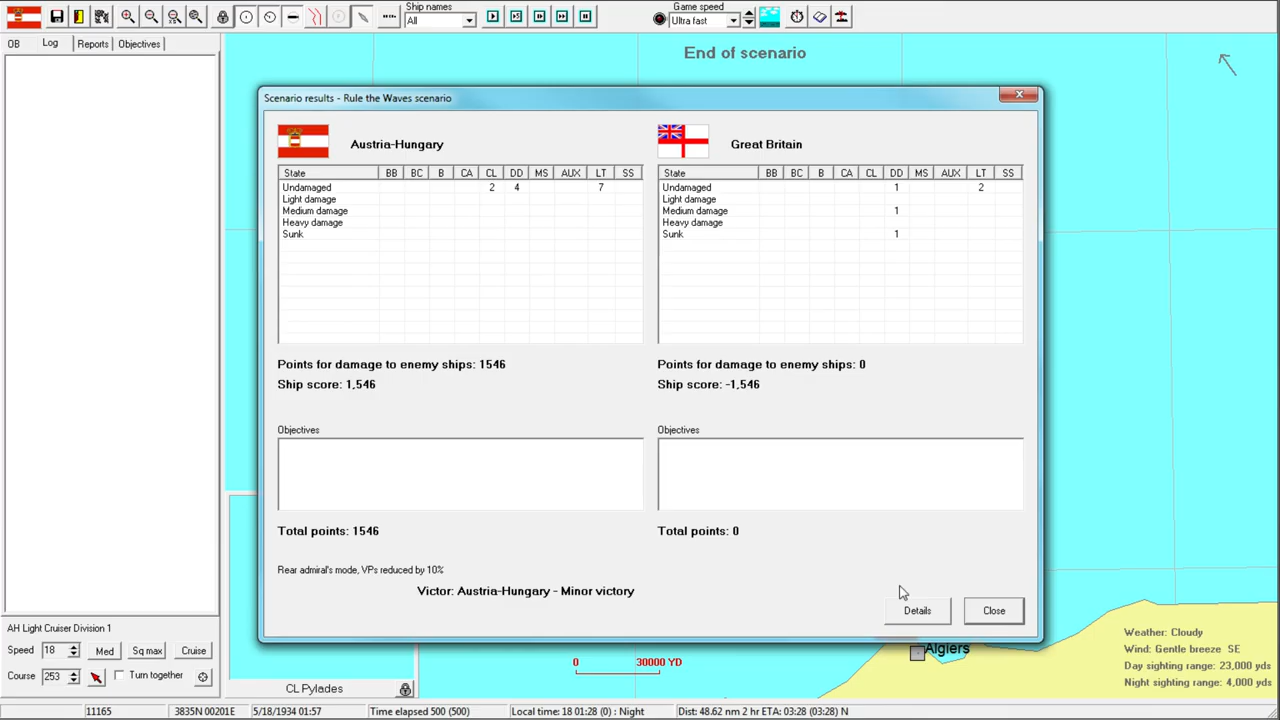 Ship names
All
Game speed
Ultra fast
OB Log Reports Objectives
End of scenario
Scenario results - Rule the Waves scenario
Austria-Hungary
Great Britain
State BB BC B CA CL DD MS AUX LT SS
Undamaged 2 4 7
Light damage
Medium damage
Heavy damage
Sunk
State BB BC B CA CL DD MS AUX LT SS
Undamaged 1 2
Light damage
Medium damage 1
Heavy damage
Sunk 1
Points for damage to enemy ships: 1546
Ship score: 1,546
Points for damage to enemy ships: 0
Ship score: -1,546
Objectives
Objectives
Total points: 1546
Total points: 0
Rear admiral's mode, VPs reduced by 10%
Victor: Austria-Hungary - Minor victory
Details
Close
AH Light Cruiser Division 1
Speed 18 Med Sq max Cruise
Course 253 Turn together
CL Pylades
0 30000 YD
Algiers
Weather: Cloudy
Wind: Gentle breeze SE
Day sighting range: 23,000 yds
Night sighting range: 4,000 yds
11165 3835N 00201E 5/18/1934 01:57 Time elapsed 500 (500) Local time: 18 01:28 (0) : Night Dist: 48.62 nm 2 hr ETA: 03:28 (03:28) N